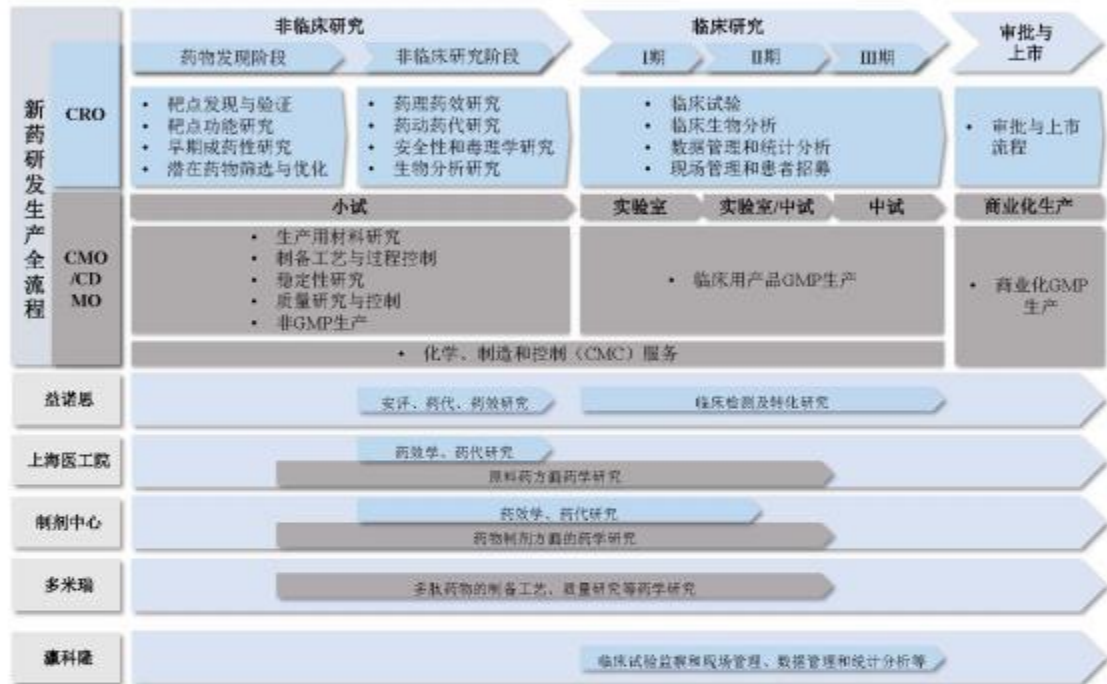 非临床研究
临床研究
审批与
上市
药物发现阶段
非临床研究阶段
I期
II期
III期
新药研发生产全流程
CRO
• 靶点发现与验证
• 靶点功能研究
• 早期成药性研究
• 潜在药物筛选与优化
• 药理药效研究
• 药动药代研究
• 安全性和毒理学研究
• 生物分析研究
• 临床试验
• 临床生物分析
• 数据管理和统计分析
• 现场管理和患者招募
• 审批与上市
流程
小试
实验室
实验室/中试
中试
商业化生产
CMO
/CD
MO
• 生产用材料研究
• 制备工艺与过程控制
• 稳定性研究
• 质量研究与控制
• 非GMP生产
• 临床用产品GMP生产
• 商业化GMP
生产
• 化学、制造和控制（CMC）服务
益诺思
安评、药代、药效研究
临床检测及转化研究
上海医工院
药效学、药代研究
原料药方面药学研究
制剂中心
药效学、药代研究
药物制剂方面的药学研究
多米瑞
多肽药物的制备工艺、质量研究等药学研究
瀛科隆
临床试验监察和现场管理、数据管理和统计分析等